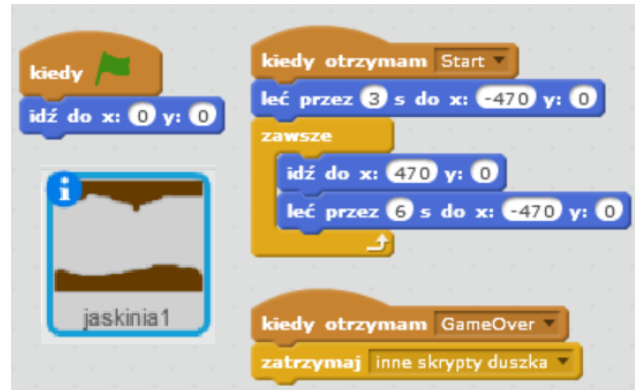 kiedy
idź do x: 0 y: 0
jaskinia1
kiedy otrzymam Start
leć przez 3 s do x: -470 y: 0
zawsze
idź do x: 470 y: 0
leć przez 6 s do x: -470 y: 0
kiedy otrzymam GameOver
zatrzymaj inne skrypty duszka